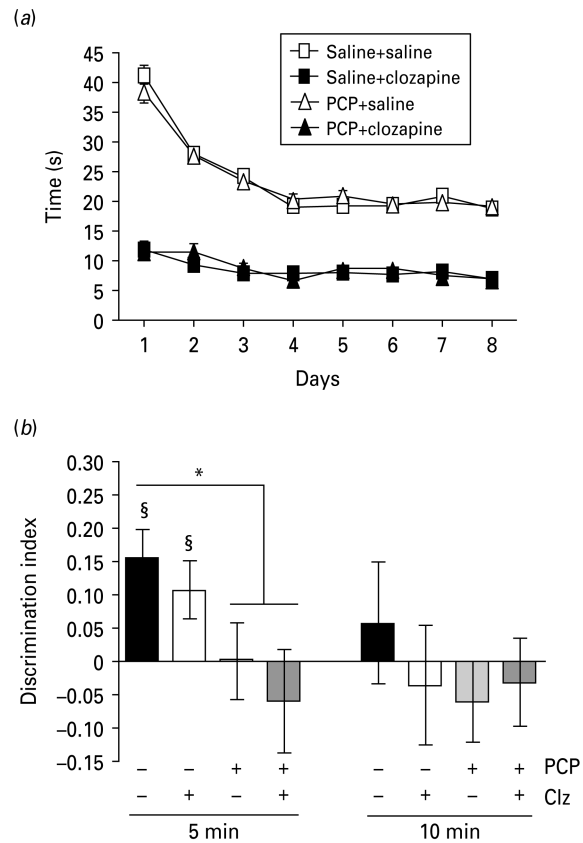 (a)
Saline+saline
Saline+clozapine
PCP+saline
PCP+clozapine
45
40
35
30
25
20
15
10
5
0
Time (s)
1 2 3 4 5 6 7 8
Days
(b)
0.30
0.25
0.20
0.15
0.10
0.05
0
−0.05
−0.10
−0.15
Discrimination index
*
§
§
− − + + − − + + PCP
− + − + − + − + Clz
5 min 10 min